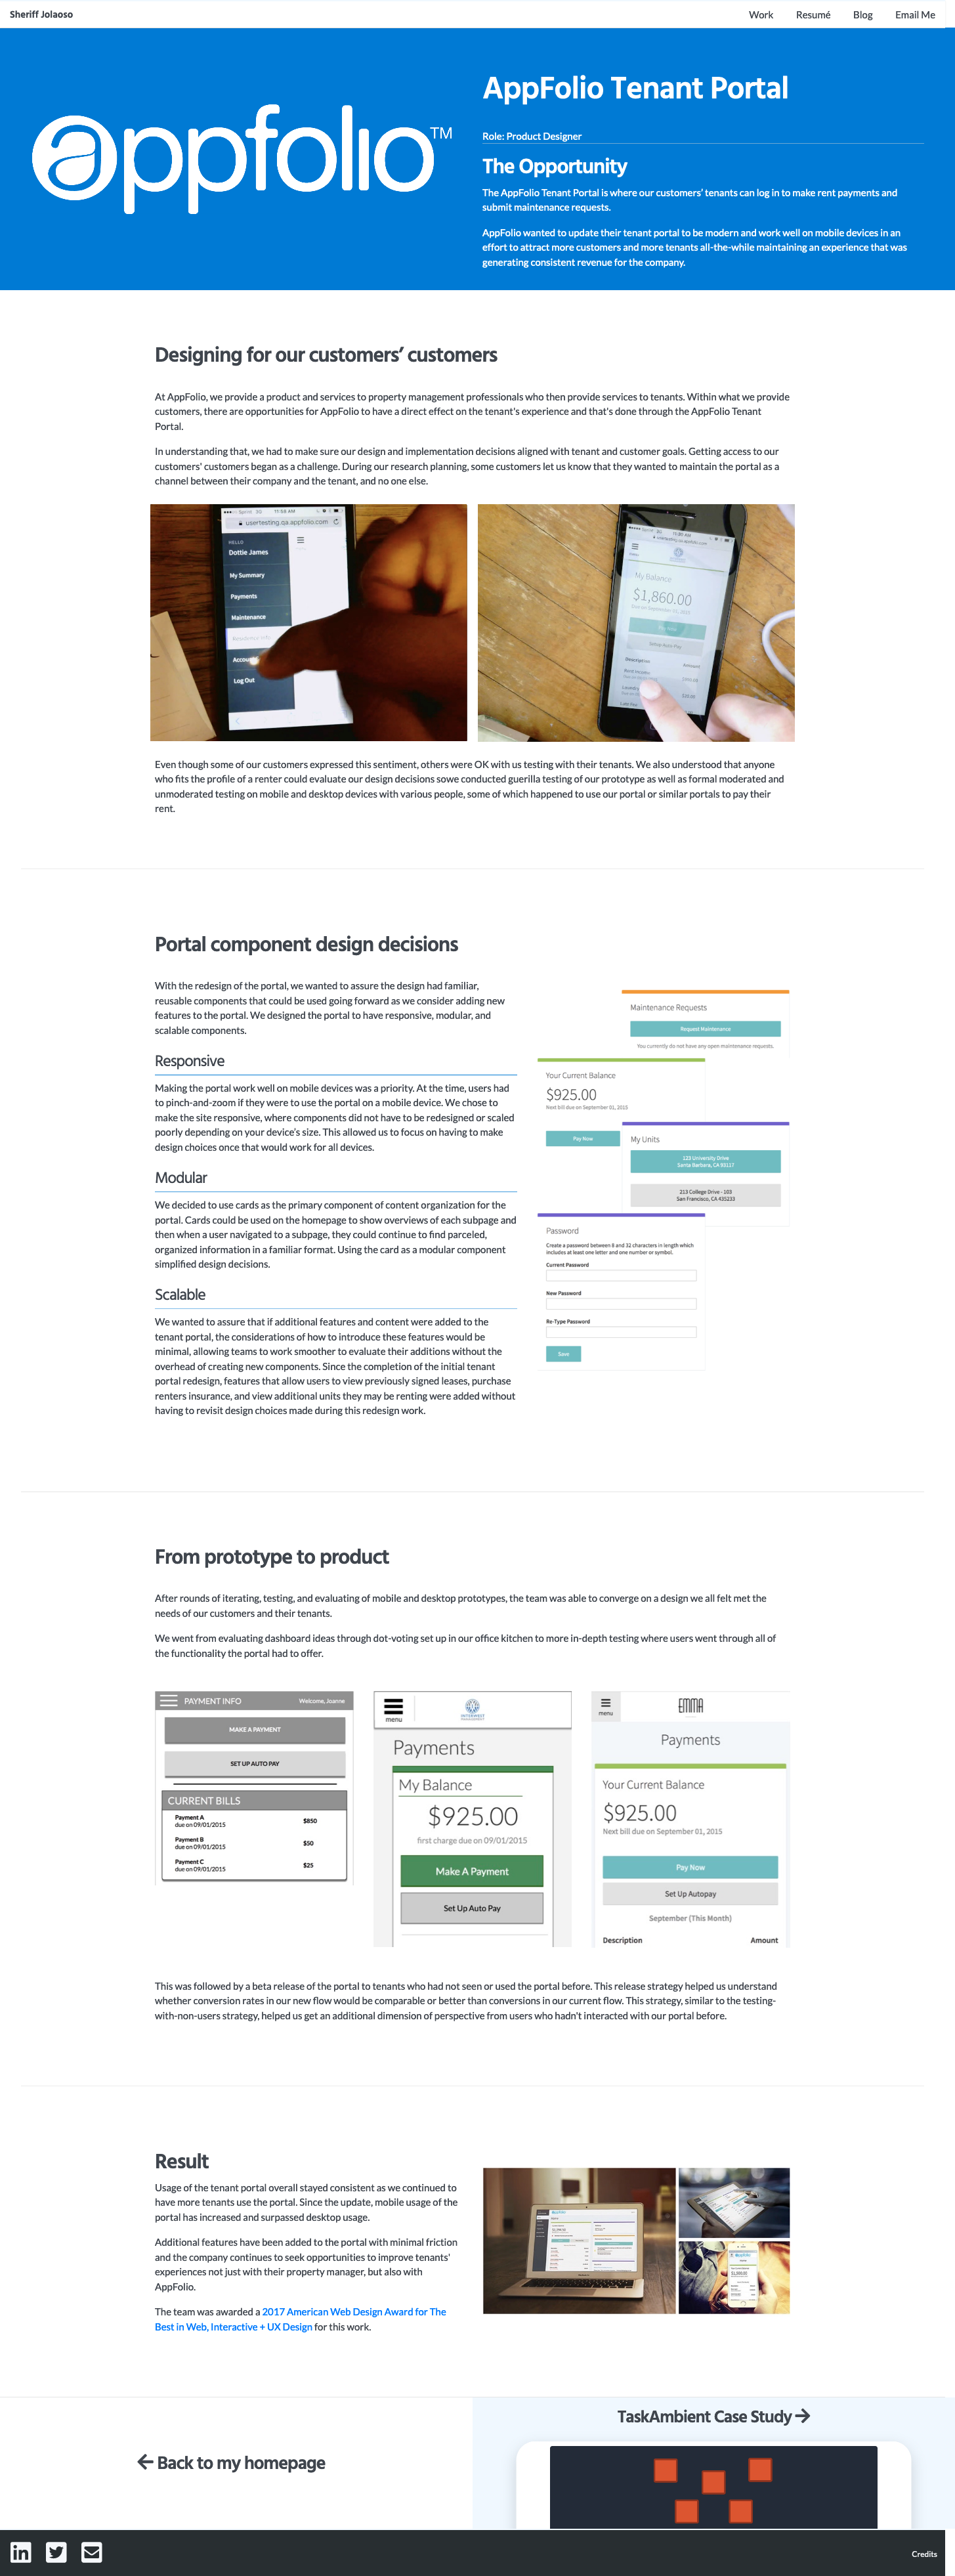 Sheriff Jolaoso
Work Resumé Blog Email Me
appfolio™
AppFolio Tenant Portal
Role: Product Designer
The Opportunity
The AppFolio Tenant Portal is where our customers' tenants can log in to make rent payments and
submit maintenance requests.
AppFolio wanted to update their tenant portal to be modern and work well on mobile devices in an
effort to attract more customers and more tenants all-the-while maintaining an experience that was
generating consistent revenue for the company.
Designing for our customers' customers
At AppFolio, we provide a product and services to property management professionals who then provide services to tenants. Within what we provide
customers, there are opportunities for AppFolio to have a direct effect on the tenant's experience and that's done through the AppFolio Tenant
Portal.
In understanding that, we had to make sure our design and implementation decisions aligned with tenant and customer goals. Getting access to our
customers' customers began as a challenge. During our research planning, some customers let us know that they wanted to maintain the portal as a
channel between their company and the tenant, and no one else.
11:58 AM
usertesting.qa.appfolio.com
HELLO
Dottie James
My Summary
Payments
Maintenance
Log Out
My Balance
$1,860.00
Pay Now
Description
Even though some of our customers expressed this sentiment, others were OK with us testing with their tenants. We also understood that anyone
who fits the profile of a renter could evaluate our design decisions sowe conducted guerilla testing of our prototype as well as formal moderated and
unmoderated testing on mobile and desktop devices with various people, some of which happened to use our portal or similar portals to pay their
rent.
Portal component design decisions
With the redesign of the portal, we wanted to assure the design had familiar,
reusable components that could be used going forward as we consider adding new
features to the portal. We designed the portal to have responsive, modular, and
scalable components.
Responsive
Making the portal work well on mobile devices was a priority. At the time, users had
to pinch-and-zoom if they were to use the portal on a mobile device. We chose to
make the site responsive, where components did not have to be redesigned or scaled
poorly depending on your device's size. This allowed us to focus on having to make
design choices once that would work for all devices.
Modular
We decided to use cards as the primary component of content organization for the
portal. Cards could be used on the homepage to show overviews of each subpage and
then when a user navigated to a subpage, they could continue to find parceled,
organized information in a familiar format. Using the card as a modular component
simplified design decisions.
Scalable
We wanted to assure that if additional features and content were added to the
tenant portal, the considerations of how to introduce these features would be
minimal, allowing teams to work smoother to evaluate their additions without the
overhead of creating new components. Since the completion of the initial tenant
portal redesign, features that allow users to view previously signed leases, purchase
renters insurance, and view additional units they may be renting were added without
having to revisit design choices made during this redesign work.
Maintenance Requests
Request Maintenance
You currently do not have any open maintenance requests.
Your Current Balance
$925.00
Next bill due on September 01, 2015
Pay Now
My Units
123 University Drive
Santa Barbara, CA 93117
213 College Drive - 103
San Francisco, CA 435233
Password
Create a password between 8 and 32 characters in length which
includes at least one letter and one number or symbol.
Current Password
New Password
Re-Type Password
Save
From prototype to product
After rounds of iterating, testing, and evaluating of mobile and desktop prototypes, the team was able to converge on a design we all felt met the
needs of our customers and their tenants.
We went from evaluating dashboard ideas through dot-voting set up in our office kitchen to more in-depth testing where users went through all of
the functionality the portal had to offer.
PAYMENT INFO Welcome, Joanne
MAKE A PAYMENT
SET UP AUTO PAY
CURRENT BILLS
Payment A
due on 09/01/2015 $850
Payment B
due on 09/01/2015 $50
Payment C
due on 09/01/2015 $25
menu
Payments
My Balance
$925.00
first charge due on 09/01/2015
Make A Payment
Set Up Auto Pay
menu
EMMA
Payments
Your Current Balance
$925.00
Next bill due on September 01, 2015
Pay Now
Set Up Autopay
September (This Month)
Description Amount
This was followed by a beta release of the portal to tenants who had not seen or used the portal before. This release strategy helped us understand
whether conversion rates in our new flow would be comparable or better than conversions in our current flow. This strategy, similar to the testing-
with-non-users strategy, helped us get an additional dimension of perspective from users who hadn't interacted with our portal before.
Result
Usage of the tenant portal overall stayed consistent as we continued to
have more tenants use the portal. Since the update, mobile usage of the
portal has increased and surpassed desktop usage.
Additional features have been added to the portal with minimal friction
and the company continues to seek opportunities to improve tenants'
experiences not just with their property manager, but also with
AppFolio.
The team was awarded a 2017 American Web Design Award for The
Best in Web, Interactive + UX Design for this work.
← Back to my homepage
TaskAmbient Case Study →
Credits